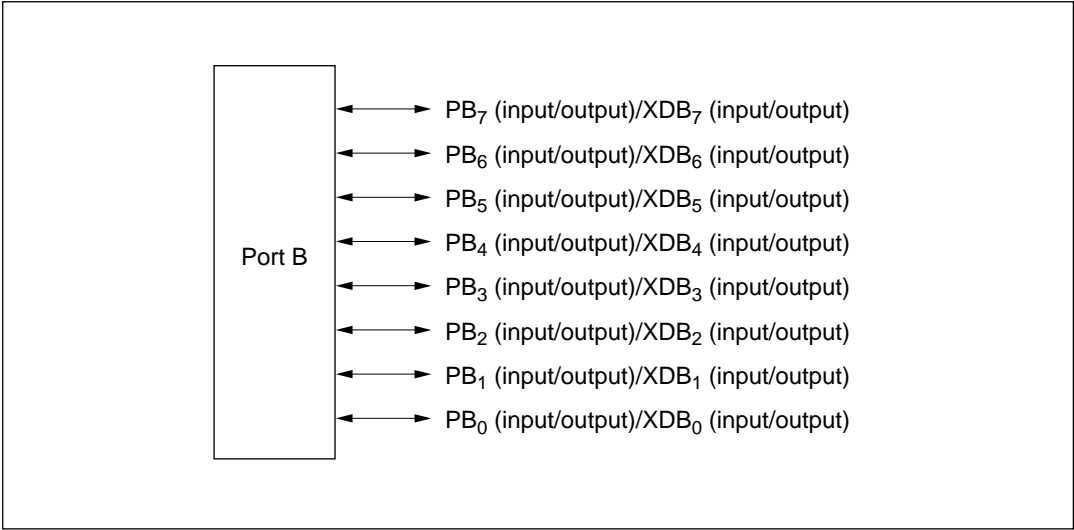 PB7 (input/output)/XDB7 (input/output)
PB6 (input/output)/XDB6 (input/output)
PB5 (input/output)/XDB5 (input/output)
PB4 (input/output)/XDB4 (input/output)
Port B
PB3 (input/output)/XDB3 (input/output)
PB2 (input/output)/XDB2 (input/output)
PB1 (input/output)/XDB1 (input/output)
PB0 (input/output)/XDB0 (input/output)